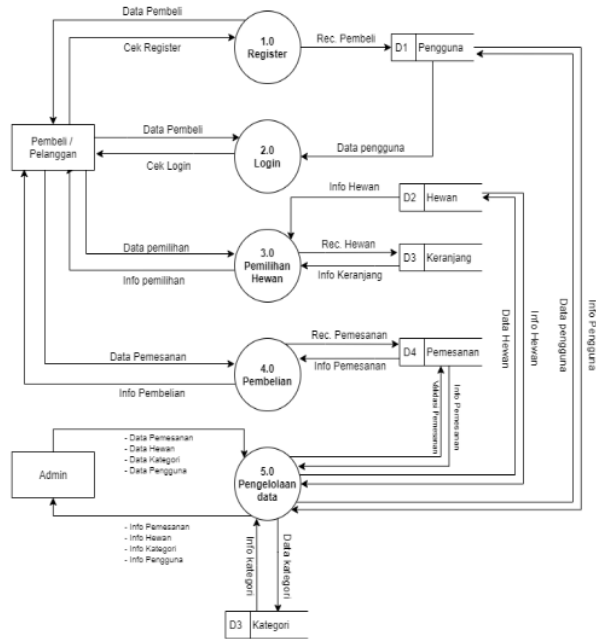 Data Pembeli
1.0
Register
Rec. Pembeli
D1 Pengguna
Cek Register
Pembeli /
Pelanggan
Data Pembeli
2.0
Login
Data pengguna
Cek Login
Info Hewan
D2 Hewan
Data pemilihan
3.0
Pemilihan
Hewan
Rec. Hewan
D3 Keranjang
Info Keranjang
Info pemilihan
Data Hewan
Info Hewan
Data pengguna
Info Pengguna
Data Pemesanan
4.0
Pembelian
Rec. Pemesanan
D4 Pemesanan
Info Pemesanan
Info Pembelian
Validasi Pemesanan
Info Pemesanan
- Data Pemesanan
- Data Hewan
- Data Kategori
- Data Pengguna
Admin
5.0
Pengelolaan
data
- Info Pemesanan
- Info Hewan
- Info Kategori
- Info Pengguna
Info kategori
Data kategori
D3 Kategori